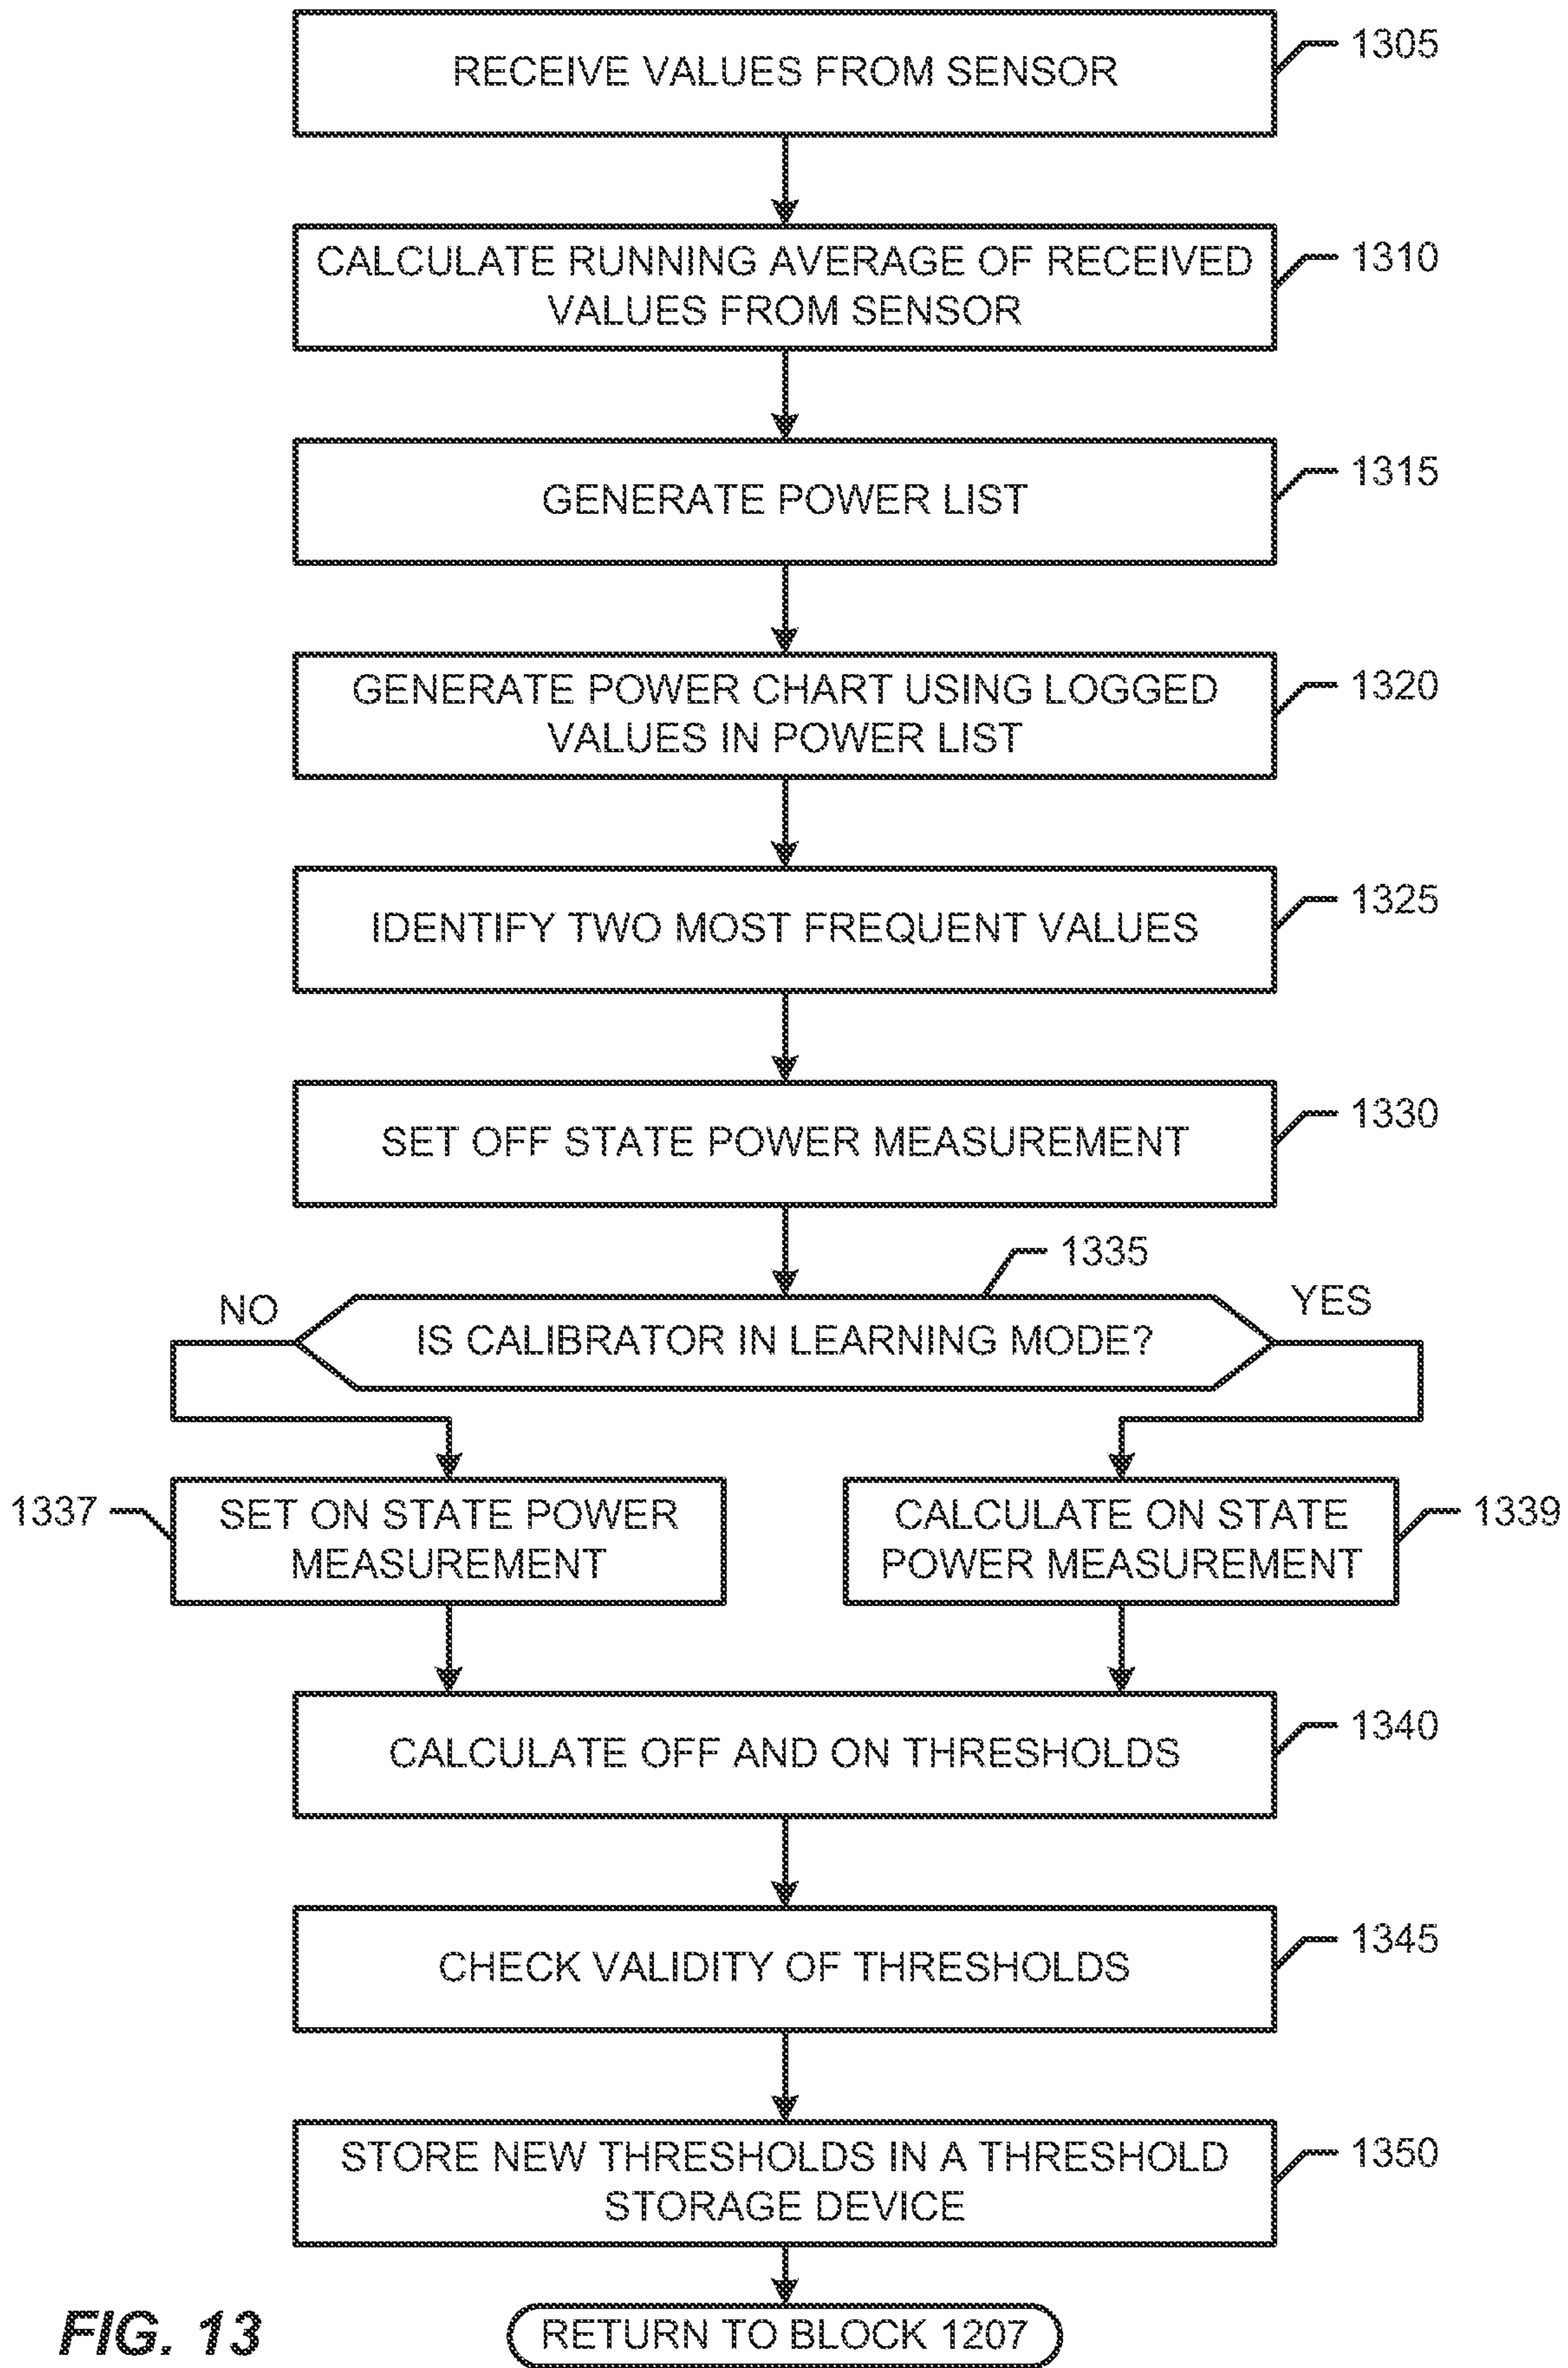 RECEIVE VALUES FROM SENSOR
1305
CALCULATE RUNNING AVERAGE OF RECEIVED
VALUES FROM SENSOR
1310
GENERATE POWER LIST
1315
GENERATE POWER CHART USING LOGGED
VALUES IN POWER LIST
1320
IDENTIFY TWO MOST FREQUENT VALUES
1325
SET OFF STATE POWER MEASUREMENT
1330
1335
NO
IS CALIBRATOR IN LEARNING MODE?
YES
1337
SET ON STATE POWER
MEASUREMENT
CALCULATE ON STATE
POWER MEASUREMENT
1339
CALCULATE OFF AND ON THRESHOLDS
1340
CHECK VALIDITY OF THRESHOLDS
1345
STORE NEW THRESHOLDS IN A THRESHOLD
STORAGE DEVICE
1350
RETURN TO BLOCK 1207
FIG. 13